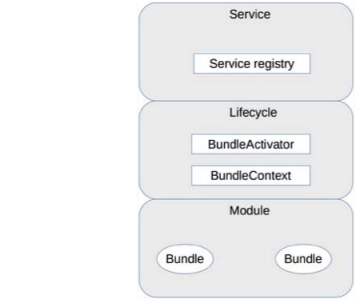 Service
Service registry
Lifecycle
BundleActivator
BundleContext
Module
Bundle Bundle